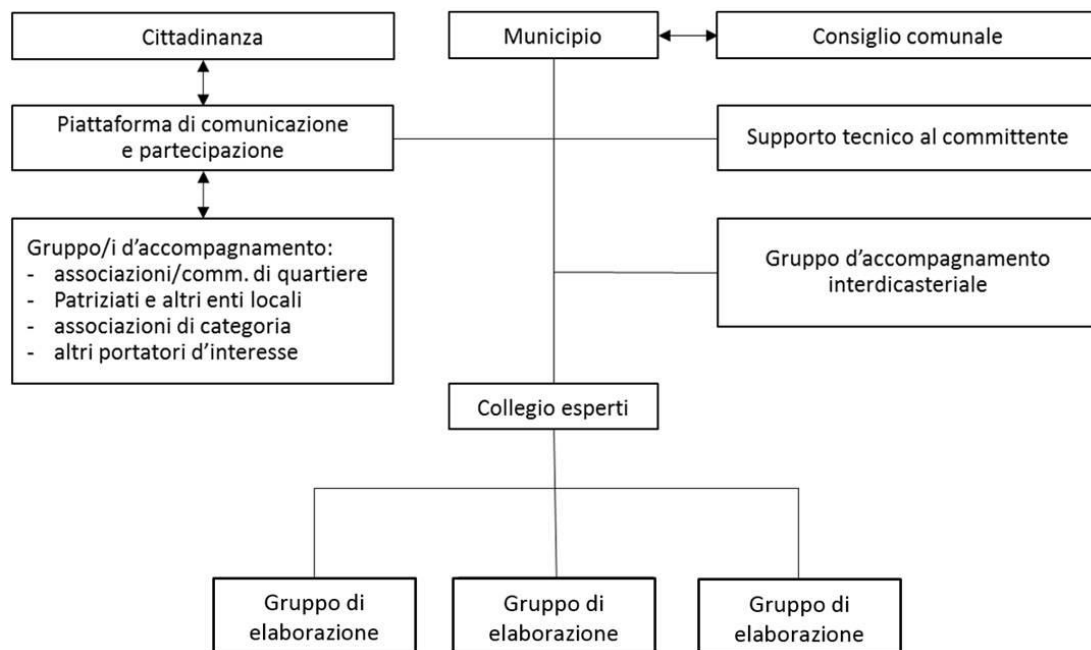 Cittadinanza
Municipio
Consiglio comunale
Piattaforma di comunicazione
e partecipazione
Supporto tecnico al committente
Gruppo/i d’accompagnamento:
- associazioni/comm. di quartiere
- Patriziati e altri enti locali
- associazioni di categoria
- altri portatori d’interesse
Gruppo d’accompagnamento
interdicasteriale
Collegio esperti
Gruppo di
elaborazione
Gruppo di
elaborazione
Gruppo di
elaborazione